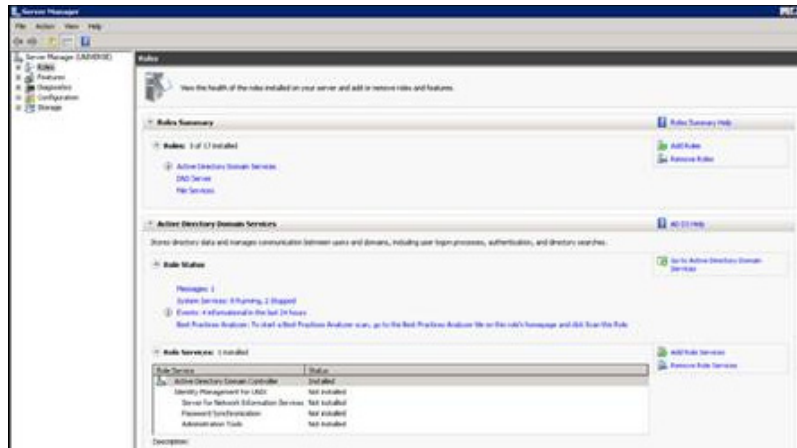 Server Manager
File Action View Help
Server Manager (UNIVERSE)
Roles
Features
Diagnostics
Configuration
Storage
Roles
View the health of the roles installed on your server and add or remove roles and features.
Roles Summary
Roles Summary Help
Roles: 3 of 17 installed
Add Roles
Remove Roles
Active Directory Domain Services
DNS Server
File Services
Active Directory Domain Services
AD DS Help
Stores directory data and manages communication between users and domains, including user logon processes, authentication, and directory searches.
Role Status
Go to Active Directory Domain Services
Messages: 1
System Services: 8 Running, 2 Stopped
Events: 4 informational in the last 24 hours
Best Practices Analyzer: To start a Best Practices Analyzer scan, go to the Best Practices Analyzer tile on this role's homepage and click Scan this Role
Role Services: 1 installed
Add Role Services
Remove Role Services
Role Service Status
Active Directory Domain Controller Installed
Identity Management for UNIX Not installed
Server for Network Information Services Not installed
Password Synchronization Not installed
Administration Tools Not installed
Description: